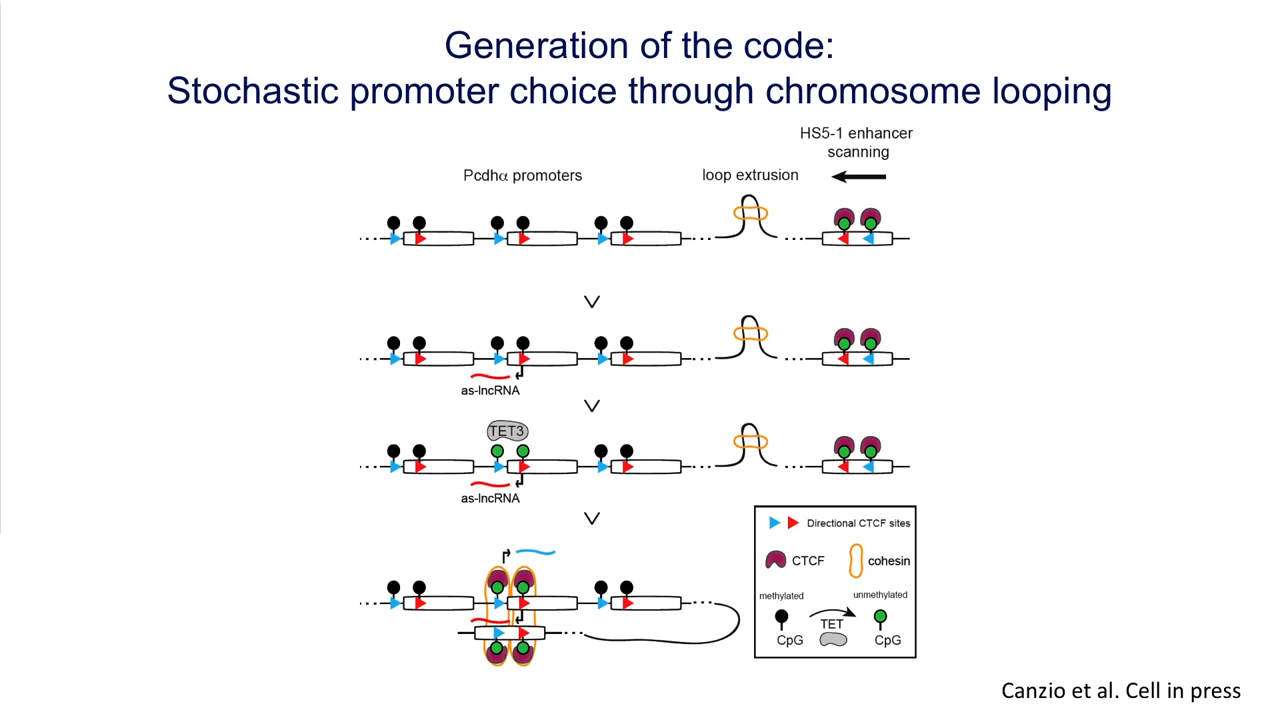 Generation of the code:
Stochastic promoter choice through chromosome looping
HS5-1 enhancer
scanning
Pcdhα promoters
loop extrusion
as-lncRNA
TET3
as-lncRNA
Directional CTCF sites
CTCF
cohesin
methylated
unmethylated
TET
CpG
CpG
Canzio et al. Cell in press